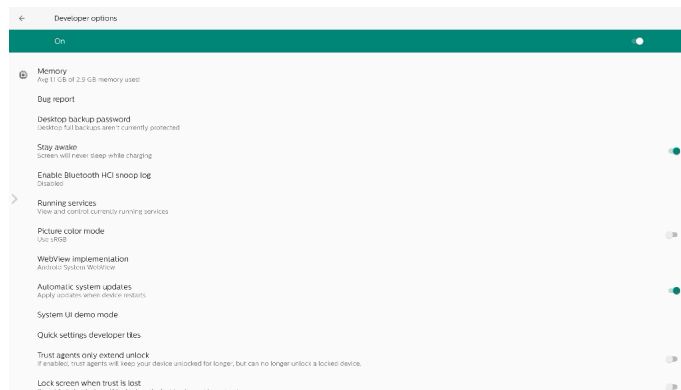 Developer options
On
Memory
Avg 1.1 GB of 2.9 GB memory used
Bug report
Desktop backup password
Desktop full backups aren't currently protected
Stay awake
Screen will never sleep while charging
Enable Bluetooth HCI snoop log
Disabled
Running services
View and control currently running services
Picture color mode
Use sRGB
WebView implementation
Android System WebView
Automatic system updates
Apply updates when device restarts
System UI demo mode
Quick settings developer tiles
Trust agents only extend unlock
If enabled, trust agents will keep your device unlocked for longer, but can no longer unlock a locked device.
Lock screen when trust is lost